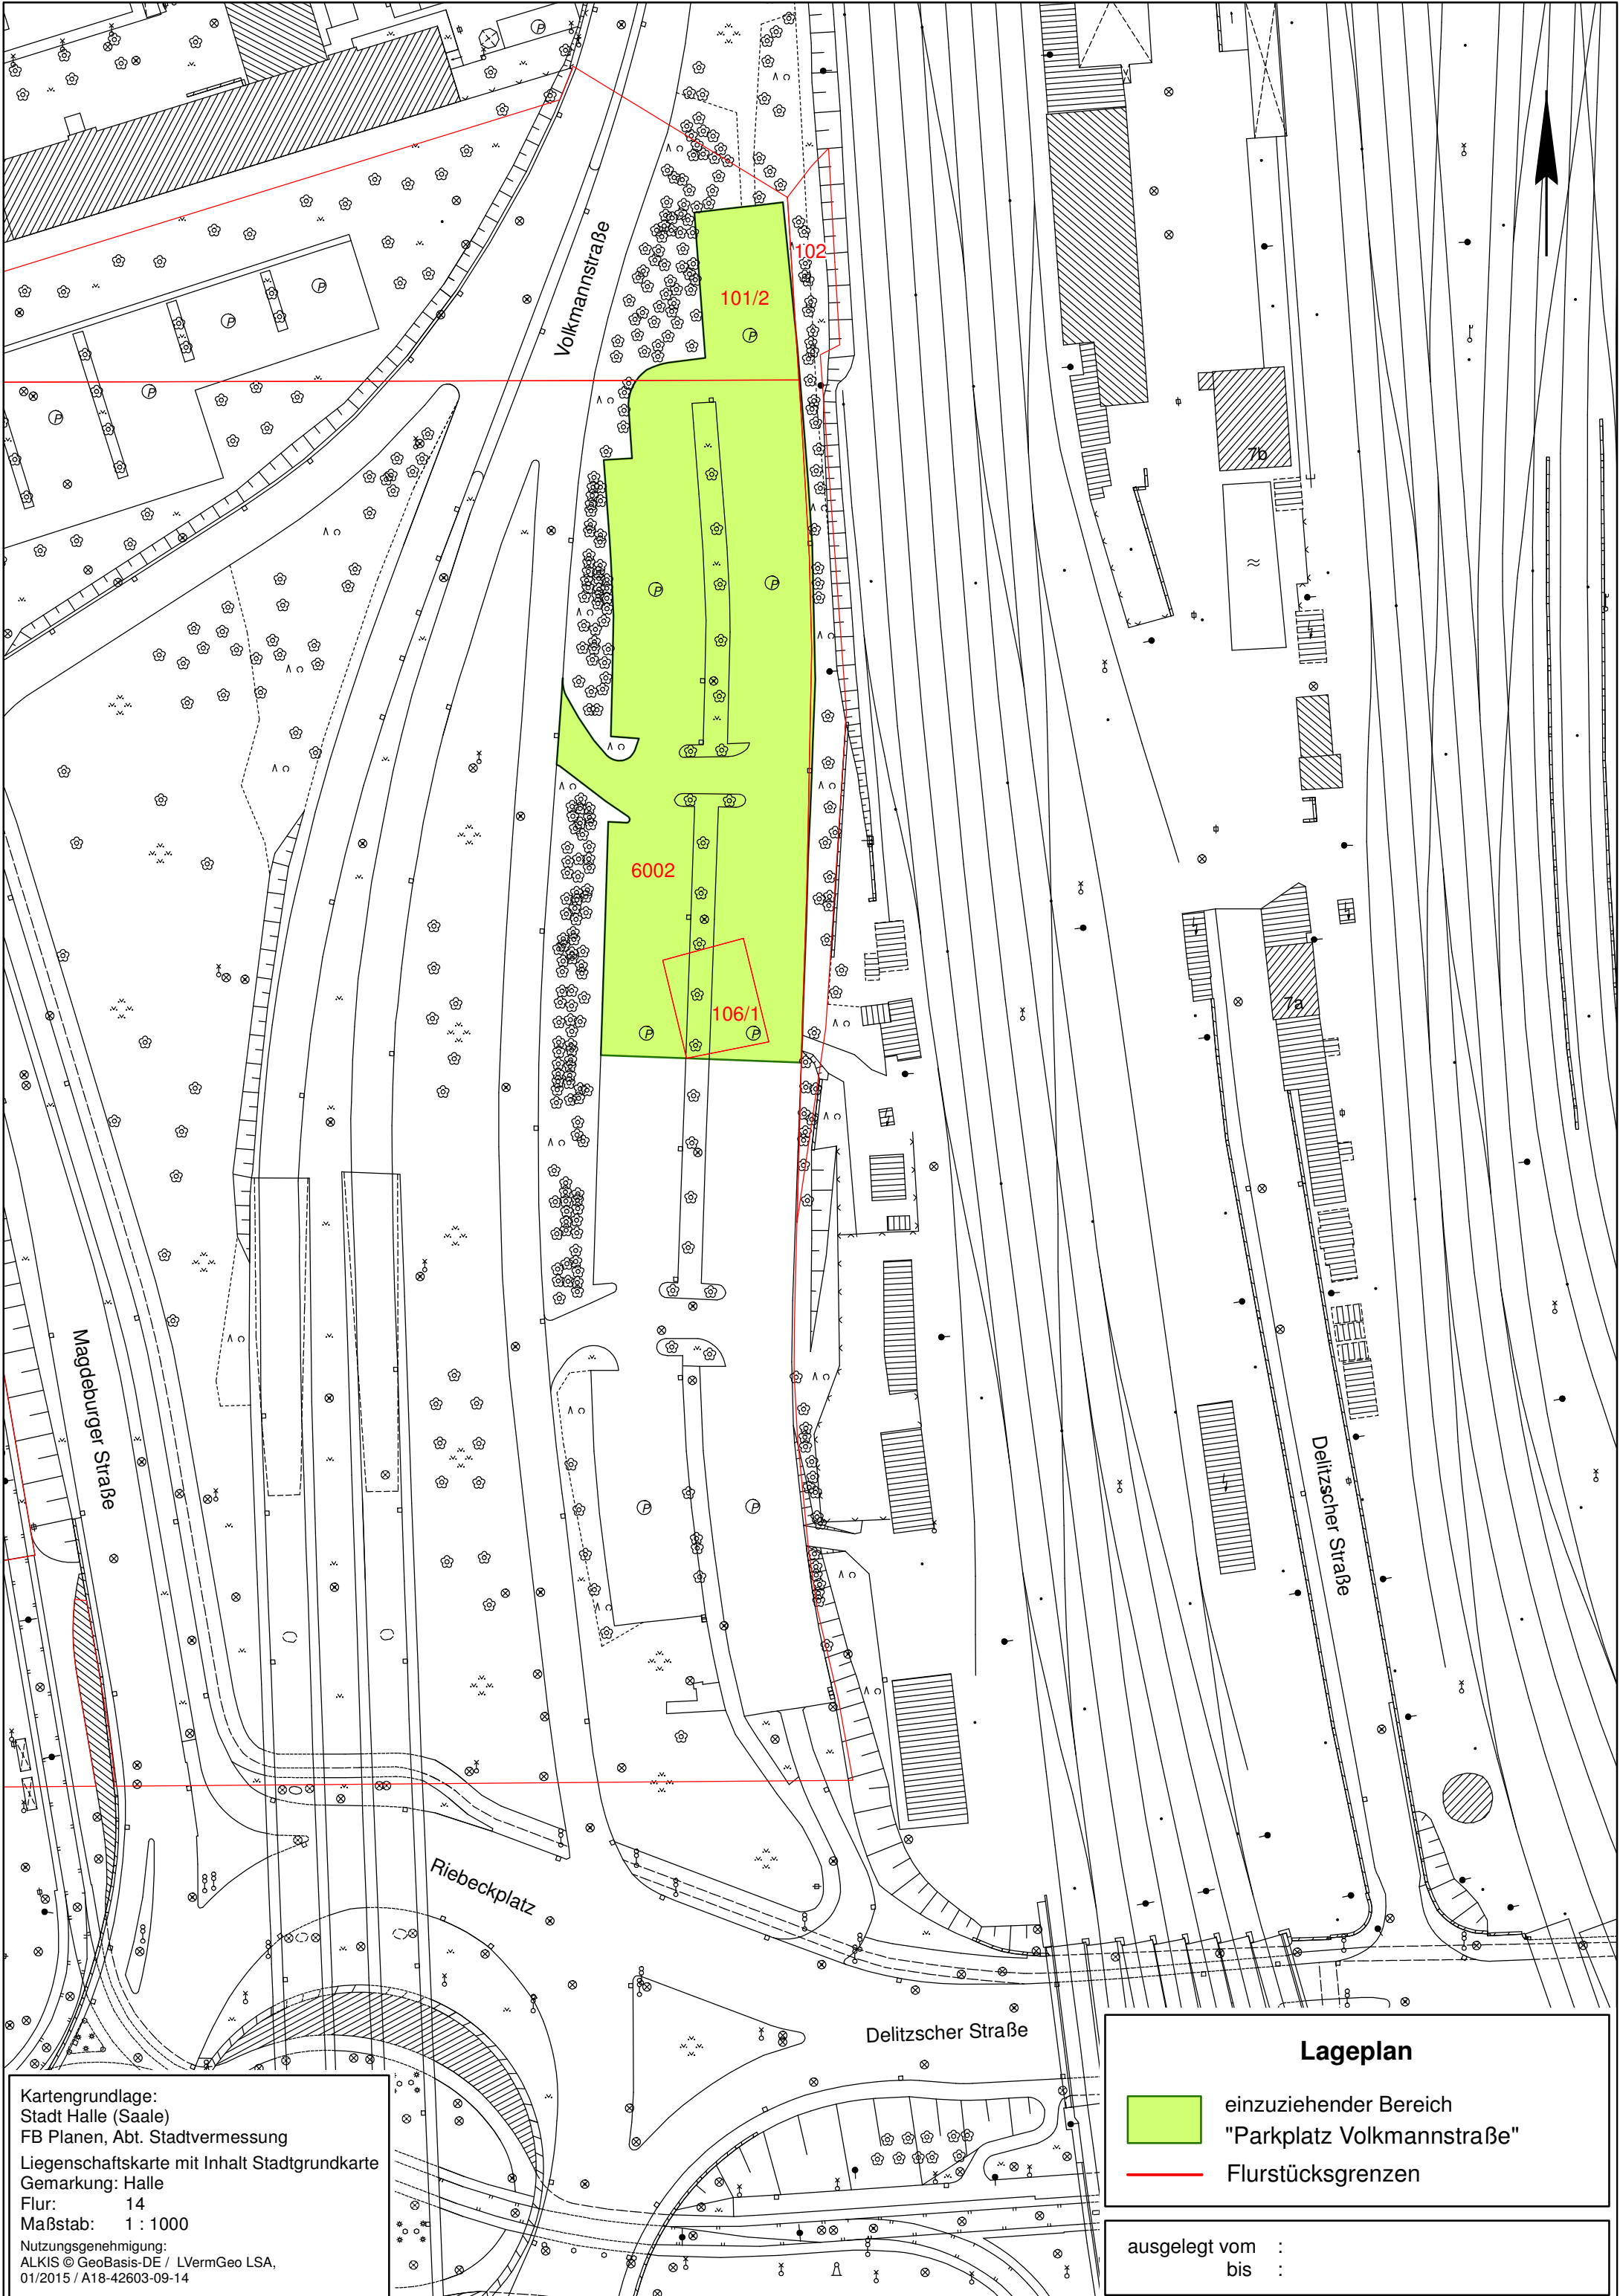 P
Volkmannstraße
102
101/2
P
P
P
P
P
7b
P
P
6002
7a
106/1
P
P
Magdeburger Straße
Delitzscher Straße
P
P
Riebeckplatz
Delitzscher Straße
Lageplan
einzuziehender Bereich
"Parkplatz Volkmannstraße"
Flurstücksgrenzen
ausgelegt vom :
bis :
Kartengrundlage:
Stadt Halle (Saale)
FB Planen, Abt. Stadtvermessung
Liegenschaftskarte mit Inhalt Stadtgrundkarte
Gemarkung: Halle
Flur: 14
Maßstab: 1 : 1000
Nutzungsgenehmigung:
ALKIS © GeoBasis-DE / LVermGeo LSA,
01/2015 / A18-42603-09-14